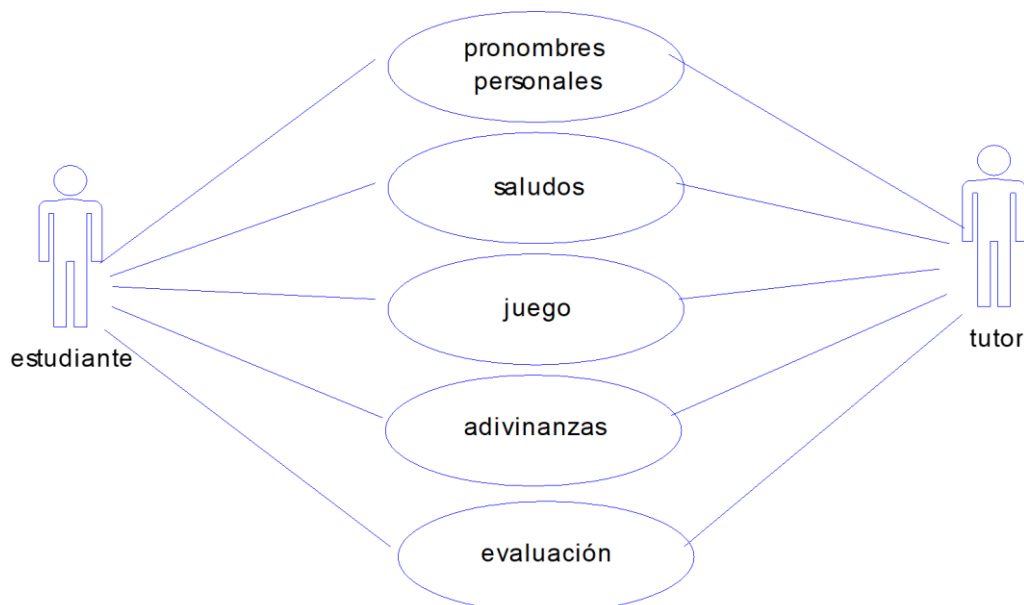 pronombres
personales
saludos
juego
estudiante
tutor
adivinanzas
evaluación